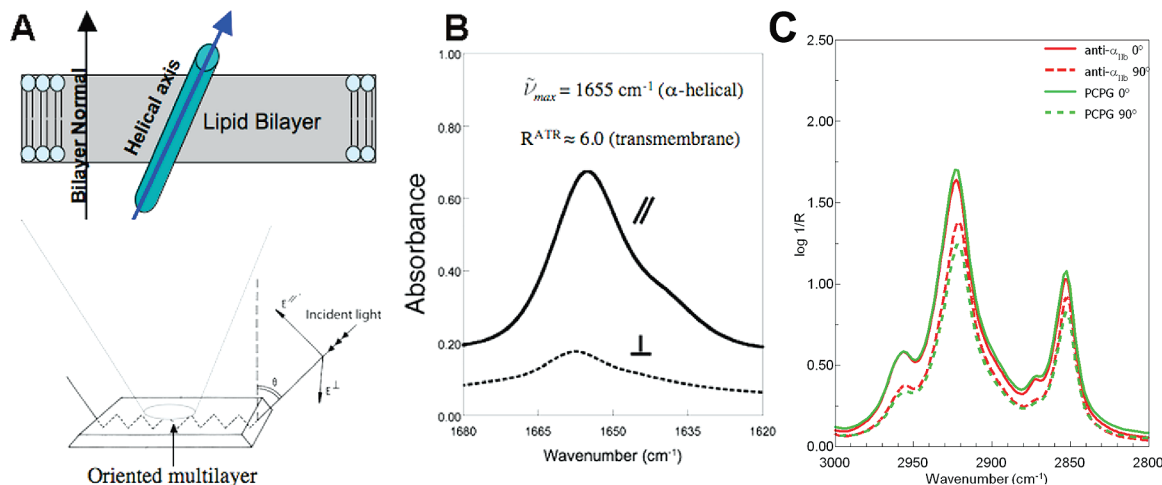 A
Bilayer Normal
Helical axis
Lipid Bilayer
E//
Incident light
θ
E⊥
Oriented multilayer
B
1.00
0.80
0.60
0.40
0.20
0.00
Absorbance
ν̃max = 1655 cm-1 (α-helical)
RATR ≈ 6.0 (transmembrane)
//
⊥
1680 1665 1650 1635 1620
Wavenumber (cm-1)
C
2.50
2.00
1.50
1.00
0.50
0.00
log 1/R
anti-αIIb 0°
anti-αIIb 90°
PCPG 0°
PCPG 90°
3000 2950 2900 2850 2800
Wavenumber (cm-1)